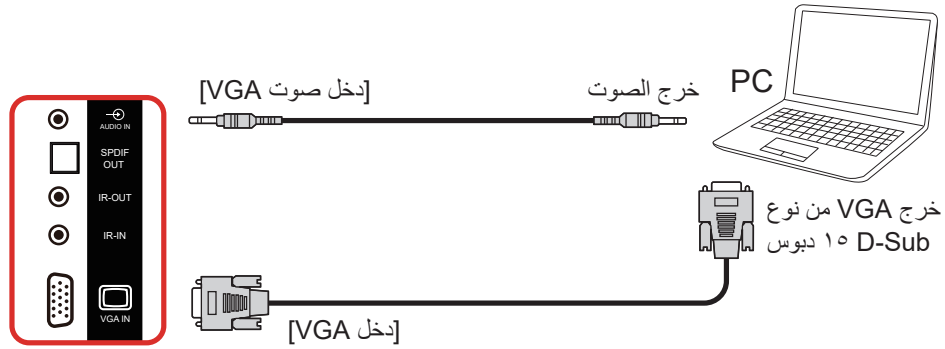 [دخل صوت VGA]
خرج الصوت
PC
AUDIO IN
SPDIF
OUT
IR-OUT
IR-IN
VGA IN
خرج VGA من نوع
D-Sub ١٥ دبوس
[دخل VGA]